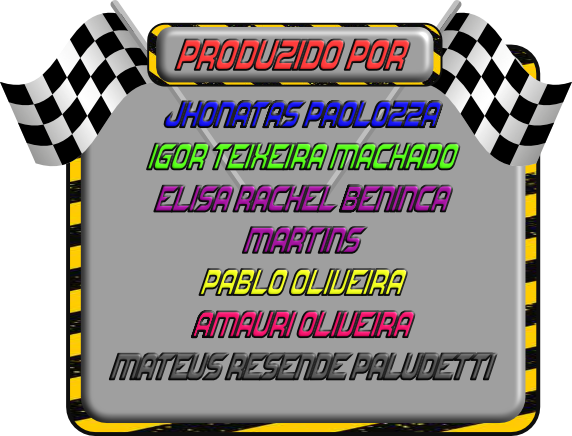 PRODUZIDO POR
JHONATAS PAOLOZZA
IGOR TEIXEIRA MACHADO
ELISA RACHEL BENINCA
MARTINS
PABLO OLIVEIRA
AMAURI OLIVEIRA
MATEUS RESENDE PALUDETTI